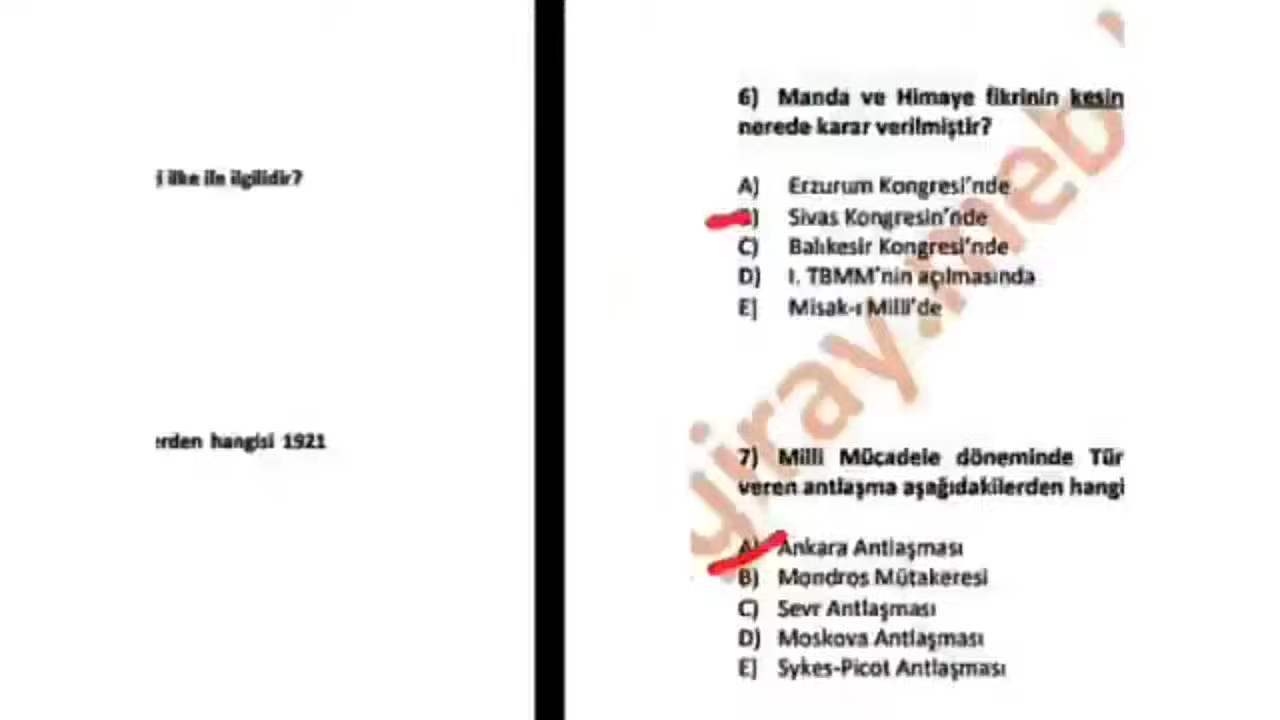 ilke ile ilgilidir?
erden hangisi 1921
6) Manda ve Himaye fikrinin kesin
nerede karar verilmiştir?
A) Erzurum Kongresi'nde
B) Sivas Kongresin'nde
C) Balıkesir Kongresi'nde
D) I. TBMM'nin açılmasında
E) Misak-ı Milli'de
7) Milli Mücadele döneminde Tür
veren antlaşma aşağıdakilerden hangi
A) Ankara Antlaşması
B) Mondros Mütakeresi
C) Sevr Antlaşması
D) Moskova Antlaşması
E) Sykes-Picot Antlaşması